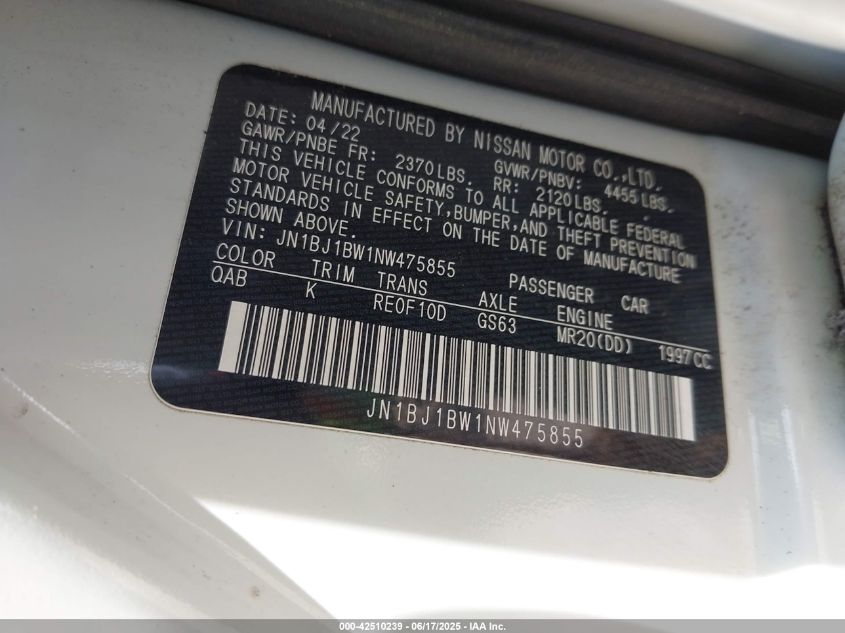 MANUFACTURED BY NISSAN MOTOR CO.,LTD.
DATE: 04/22 GVWR/PNBV: 4455LBS.
GAWR/PNBE FR: 2370LBS. RR: 2120LBS.
THIS VEHICLE CONFORMS TO ALL APPLICABLE FEDERAL
MOTOR VEHICLE SAFETY,BUMPER,AND THEFT PREVENTION
STANDARDS IN EFFECT ON THE DATE OF MANUFACTURE
SHOWN ABOVE.
VIN: JN1BJ1BW1NW475855 PASSENGER CAR
COLOR TRIM TRANS AXLE ENGINE
QAB K RE0F10D GS63 MR20(DD) 1997CC
JN1BJ1BW1NW475855
000-42510239 - 06/17/2025 - IAA Inc.